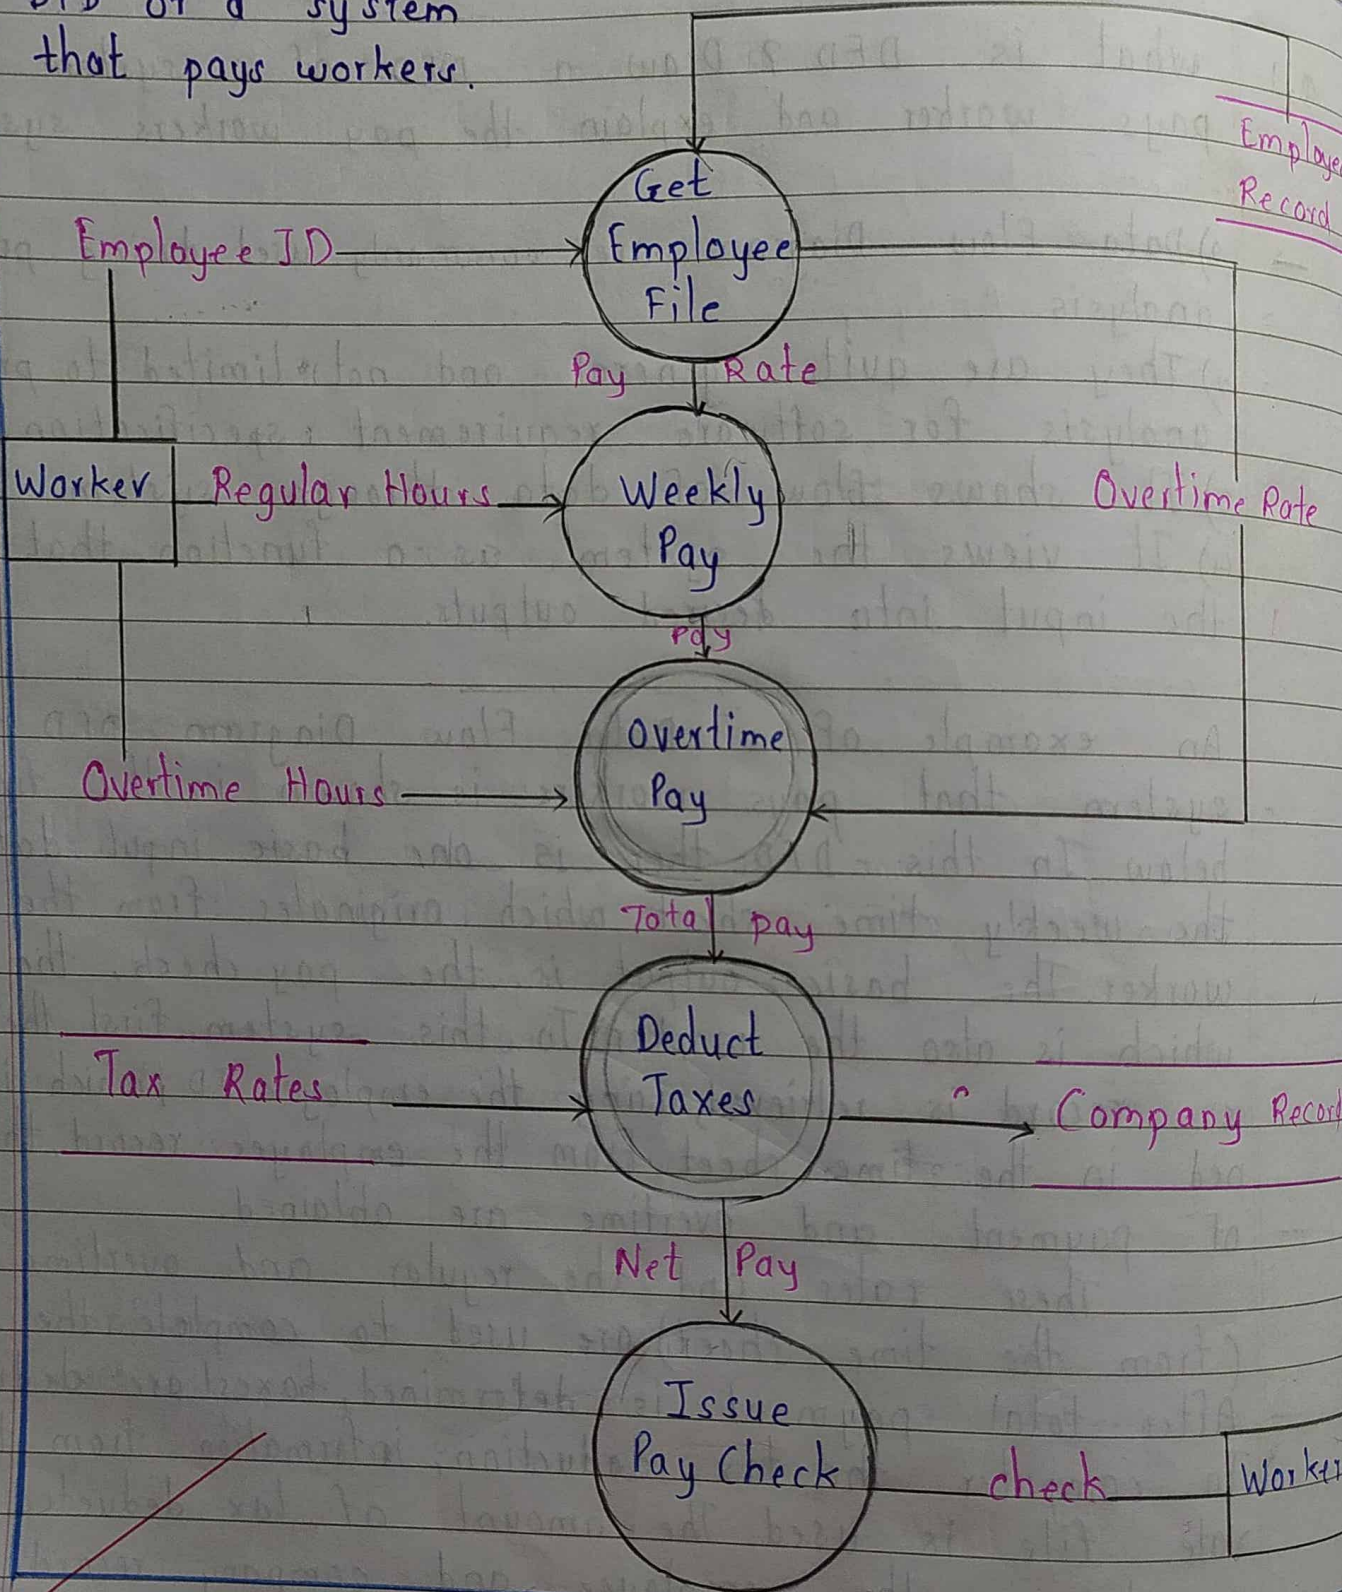 of a system
that pays workers.
Get
Employee
File
Employee ID
Record
Pay Rate
Worker
Regular Hours
Weekly
Pay
Overtime Rate
Pay
Overtime
Pay
Overtime Hours
Total pay
Deduct
Taxes
Tax Rates
Company Record
Net Pay
Issue
Pay Check
check
Worker